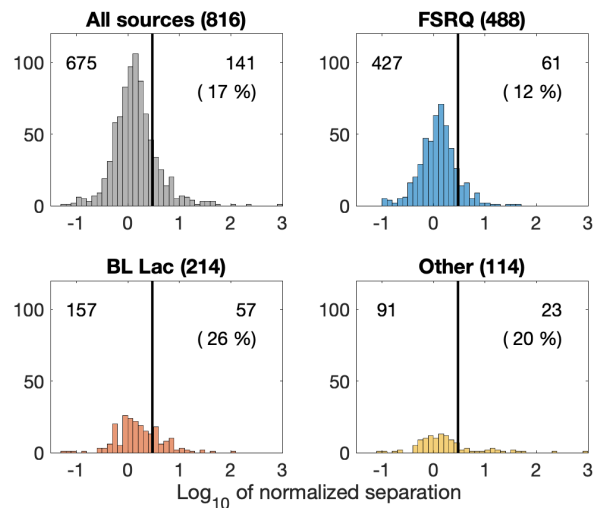 All sources (816)
675 141
( 17 %)
100
50
0
-1 0 1 2 3
FSRQ (488)
427 61
( 12 %)
100
50
0
-1 0 1 2 3
BL Lac (214)
157 57
( 26 %)
100
50
0
-1 0 1 2 3
Other (114)
91 23
( 20 %)
100
50
0
-1 0 1 2 3
Log10 of normalized separation